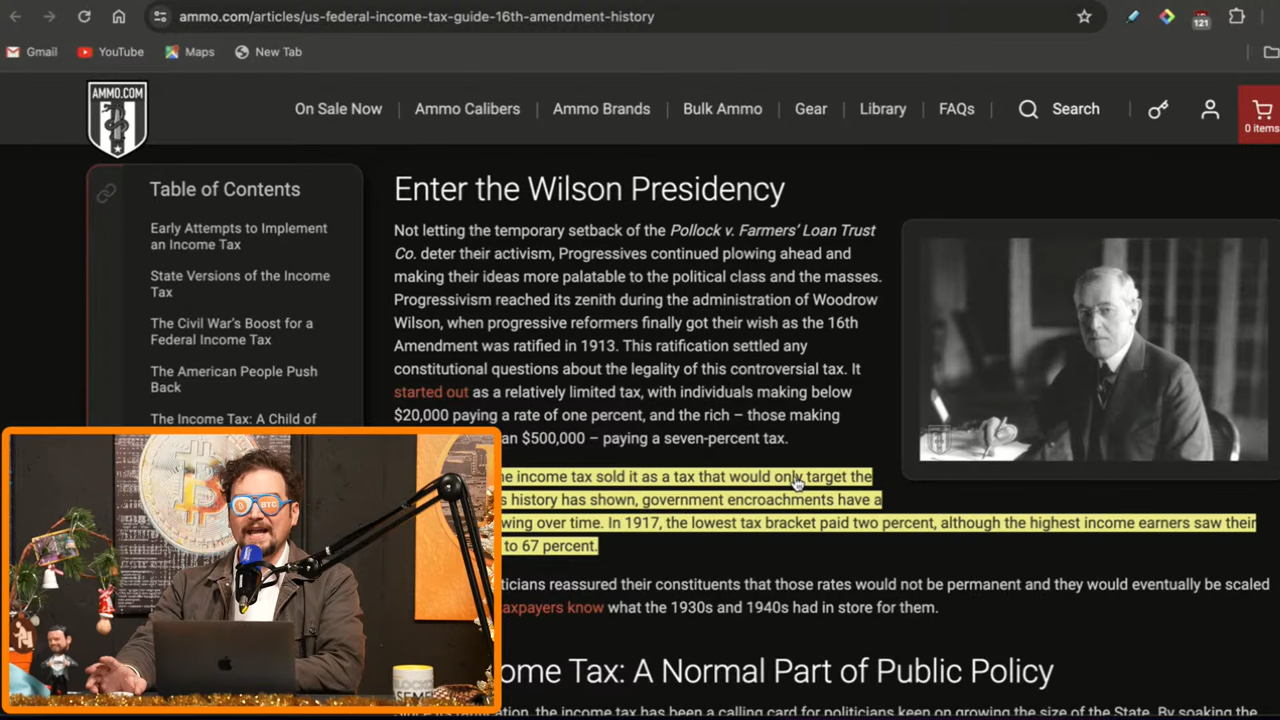 ammo.com/articles/us-federal-income-tax-guide-16th-amendment-history
121
Gmail
YouTube
Maps
New Tab
AMMO.COM
On Sale Now
Ammo Calibers
Ammo Brands
Bulk Ammo
Gear
Library
FAQs
Search
0 items
Table of Contents
Early Attempts to Implement
an Income Tax
State Versions of the Income
Tax
The Civil War's Boost for a
Federal Income Tax
The American People Push
Back
The Income Tax: A Child of
Enter the Wilson Presidency
Not letting the temporary setback of the Pollock v. Farmers' Loan Trust
Co. deter their activism, Progressives continued plowing ahead and
making their ideas more palatable to the political class and the masses.
Progressivism reached its zenith during the administration of Woodrow
Wilson, when progressive reformers finally got their wish as the 16th
Amendment was ratified in 1913. This ratification settled any
constitutional questions about the legality of this controversial tax. It
started out as a relatively limited tax, with individuals making below
$20,000 paying a rate of one percent, and the rich – those making
an $500,000 – paying a seven-percent tax.
ne income tax sold it as a tax that would only target the
s history has shown, government encroachments have a
wing over time. In 1917, the lowest tax bracket paid two percent, although the highest income earners saw their
to 67 percent.
ticians reassured their constituents that those rates would not be permanent and they would eventually be scaled
axpayers know what the 1930s and 1940s had in store for them.
ome Tax: A Normal Part of Public Policy
the income tax has been a calling card for politicians keen on growing the size of the State. By soaking the
BTC